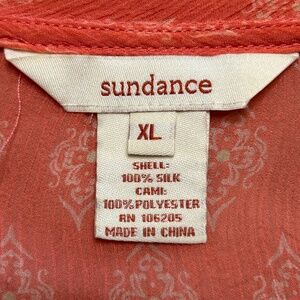 sundance
XL
SHELL:
100% SILK
CAMI:
100% POLYESTER
RN 106205
MADE IN CHINA